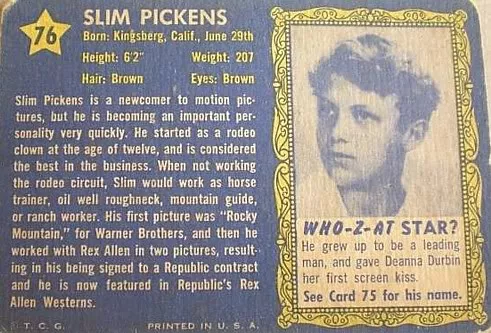 76
SLIM PICKENS
Born: Kingsberg, Calif., June 29th
Height: 6'2" Weight: 207
Hair: Brown Eyes: Brown
Slim Pickens is a newcomer to motion pic-
tures, but he is becoming an important per-
sonality very quickly. He started as a rodeo
clown at the age of twelve, and is considered
the best in the business. When not working
the rodeo circuit, Slim would work as horse
trainer, oil well roughneck, mountain guide,
or ranch worker. His first picture was "Rocky
Mountain," for Warner Brothers, and then he
worked with Rex Allen in two pictures, result-
ing in his being signed to a Republic contract
and he is now featured in Republic's Rex
Allen Westerns.
© T. C. G. PRINTED IN U. S. A.
WHO-Z-AT STAR?
He grew up to be a leading
man, and gave Deanna Durbin
her first screen kiss.
See Card 75 for his name.